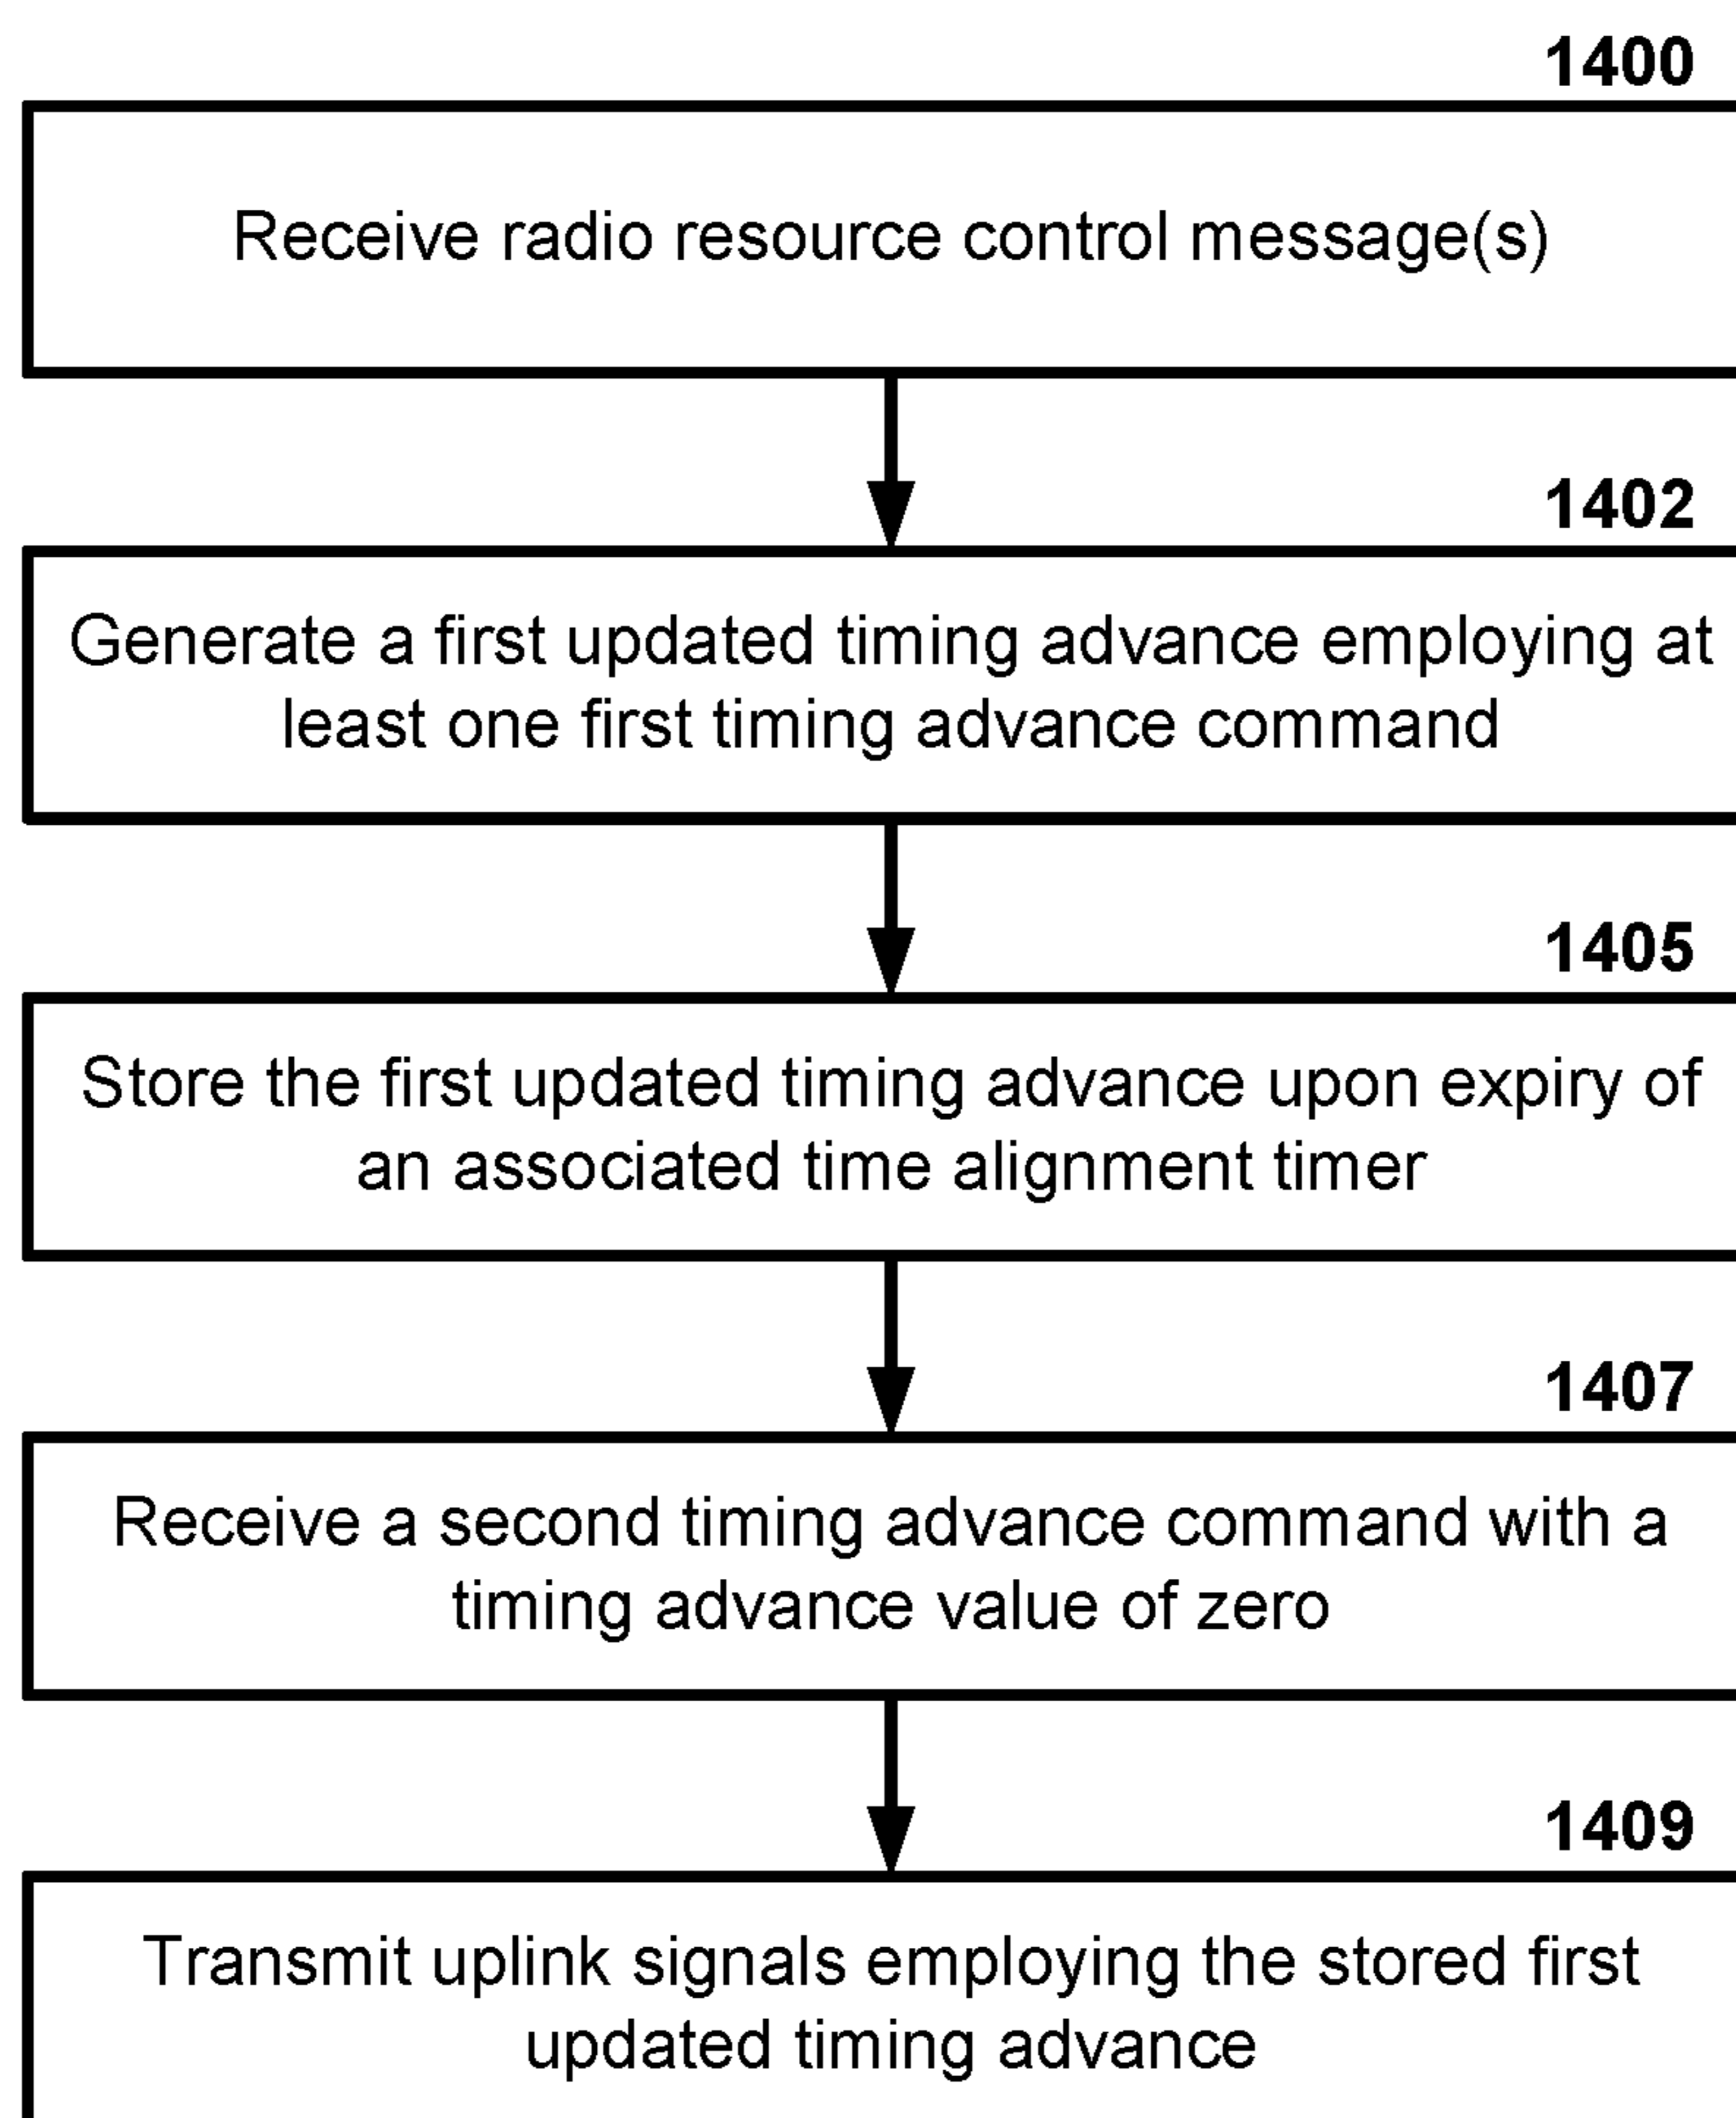 1400
Receive radio resource control message(s)
1402
Generate a first updated timing advance employing at
least one first timing advance command
1405
Store the first updated timing advance upon expiry of
an associated time alignment timer
1407
Receive a second timing advance command with a
timing advance value of zero
1409
Transmit uplink signals employing the stored first
updated timing advance